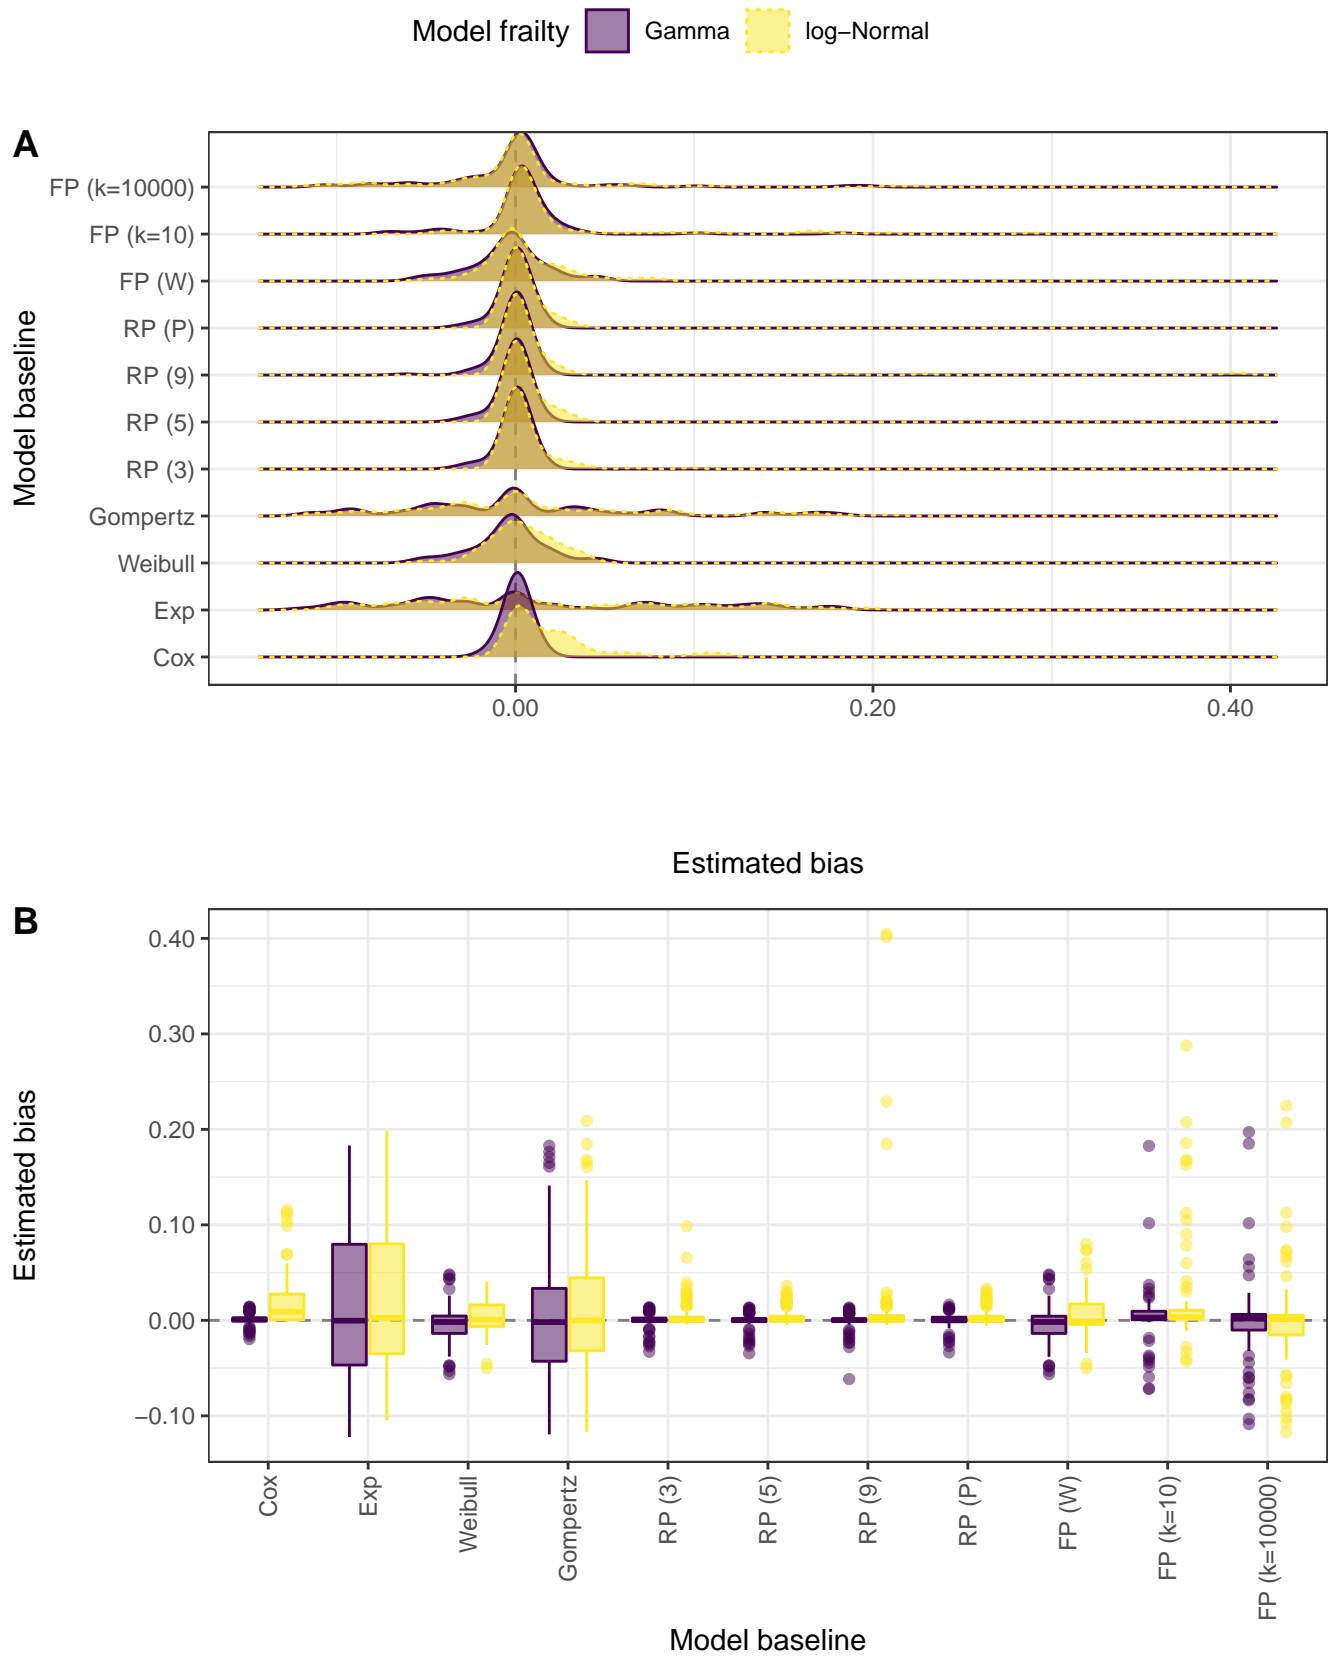 Model frailty Gamma log−Normal
A
Model baseline
FP (k=10000)
FP (k=10)
FP (W)
RP (P)
RP (9)
RP (5)
RP (3)
Gompertz
Weibull
Exp
Cox
0.00 0.20 0.40
Estimated bias
B
Estimated bias
0.40
0.30
0.20
0.10
0.00
−0.10
Cox Exp Weibull Gompertz RP (3) RP (5) RP (9) RP (P) FP (W) FP (k=10) FP (k=10000)
Model baseline